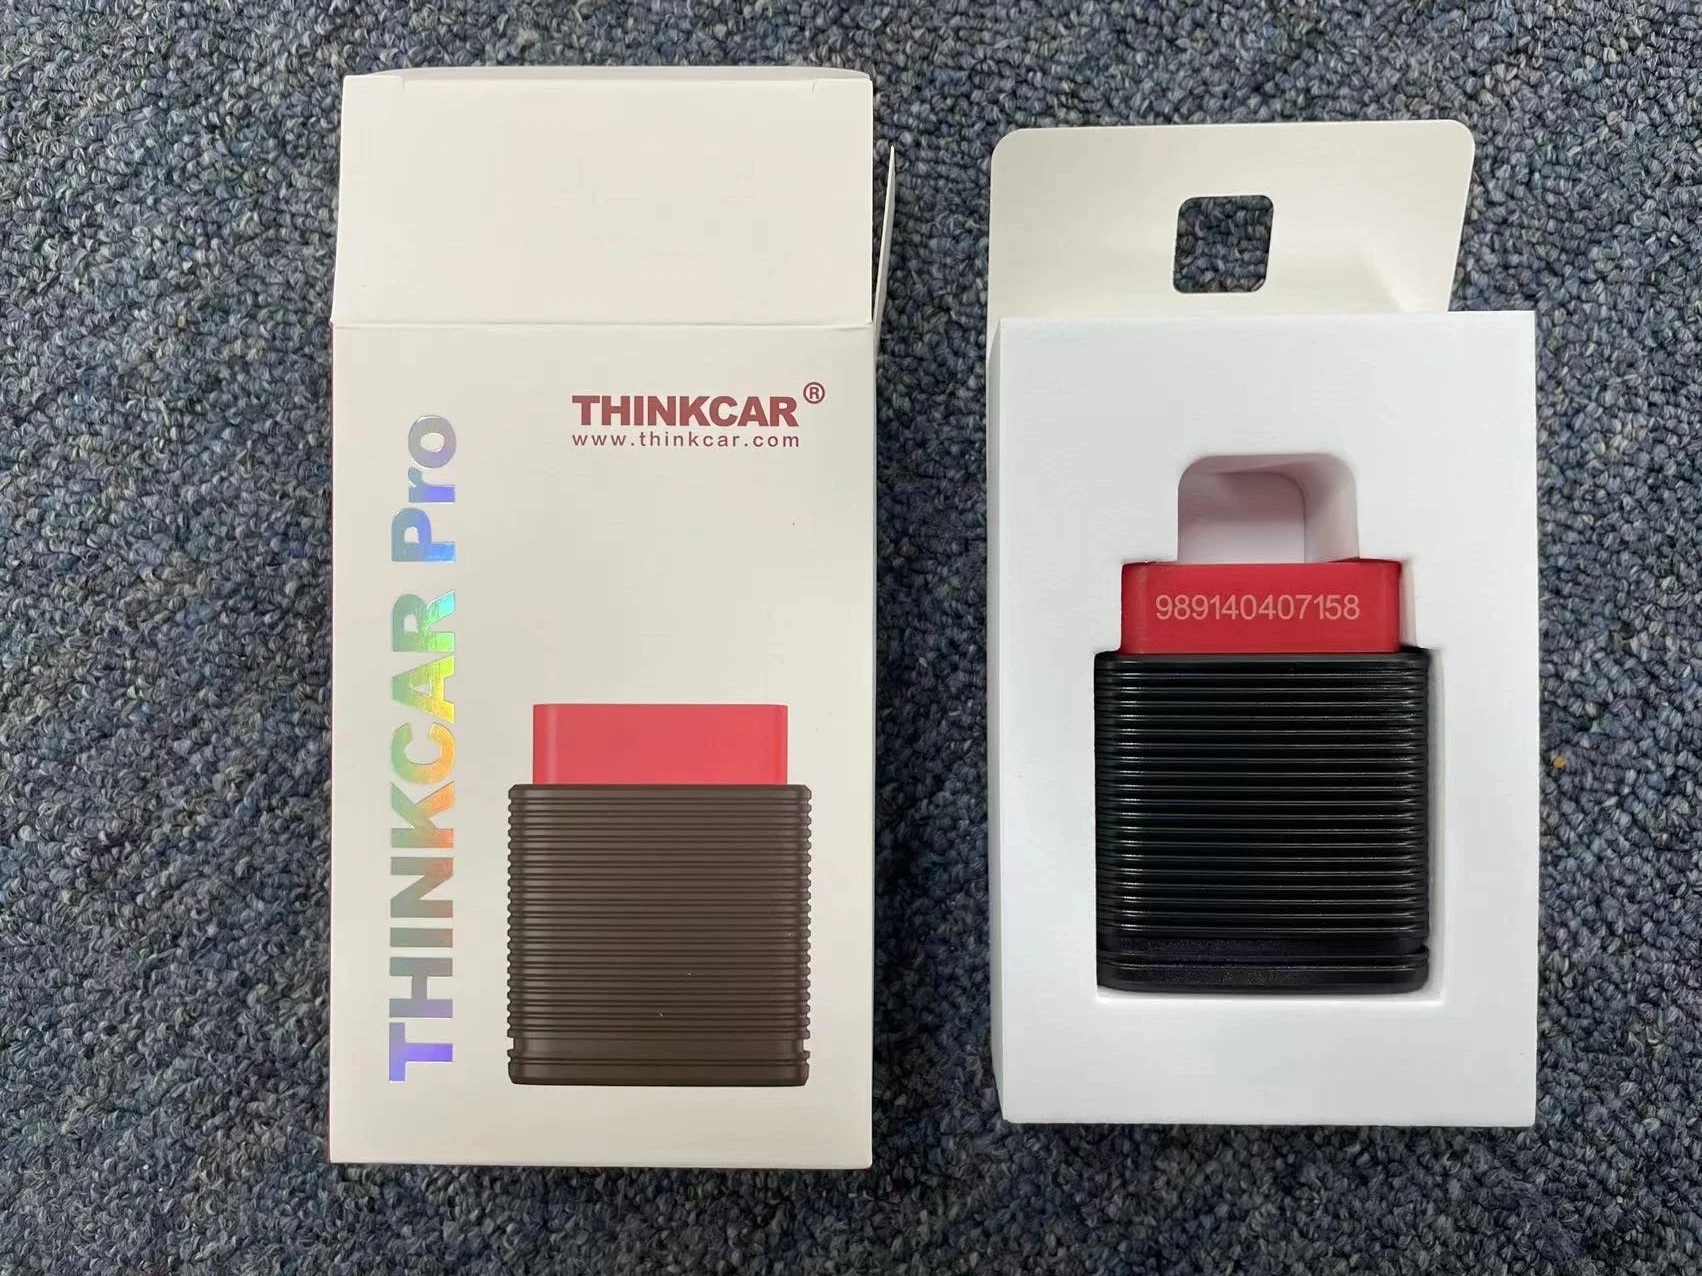 THINKCAR®
www.thinkcar.com
THINKCAR Pro
989140407158